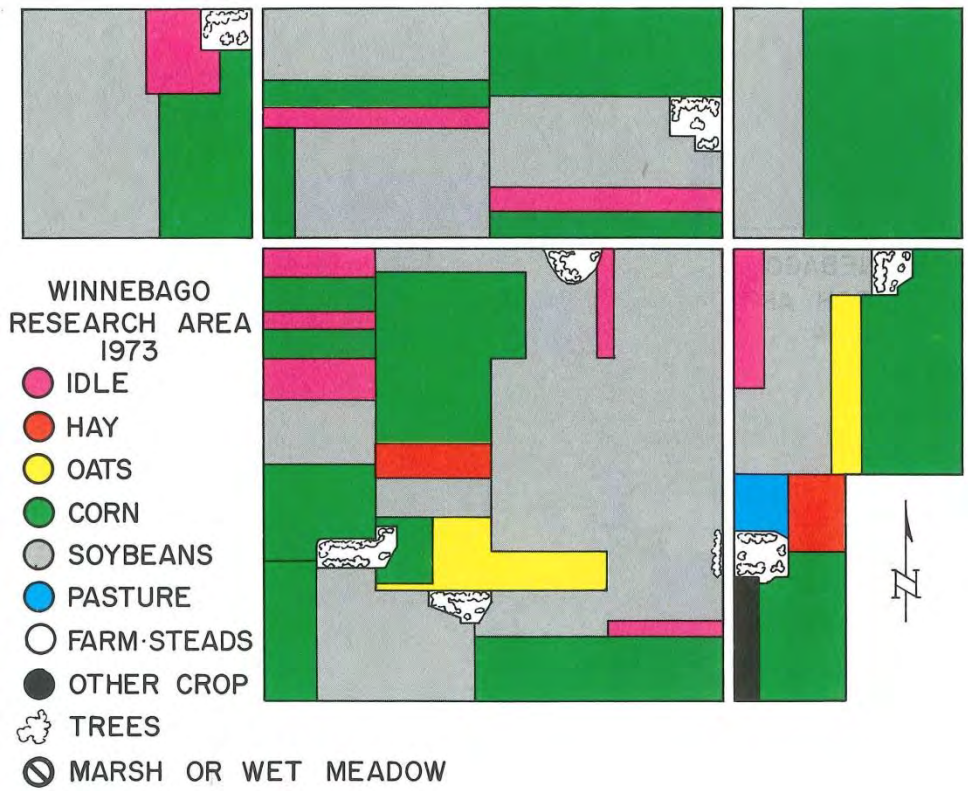 WINNEBAGO
RESEARCH AREA
1973
IDLE
HAY
OATS
CORN
SOYBEANS
PASTURE
FARM·STEADS
OTHER CROP
TREES
MARSH OR WET MEADOW
N